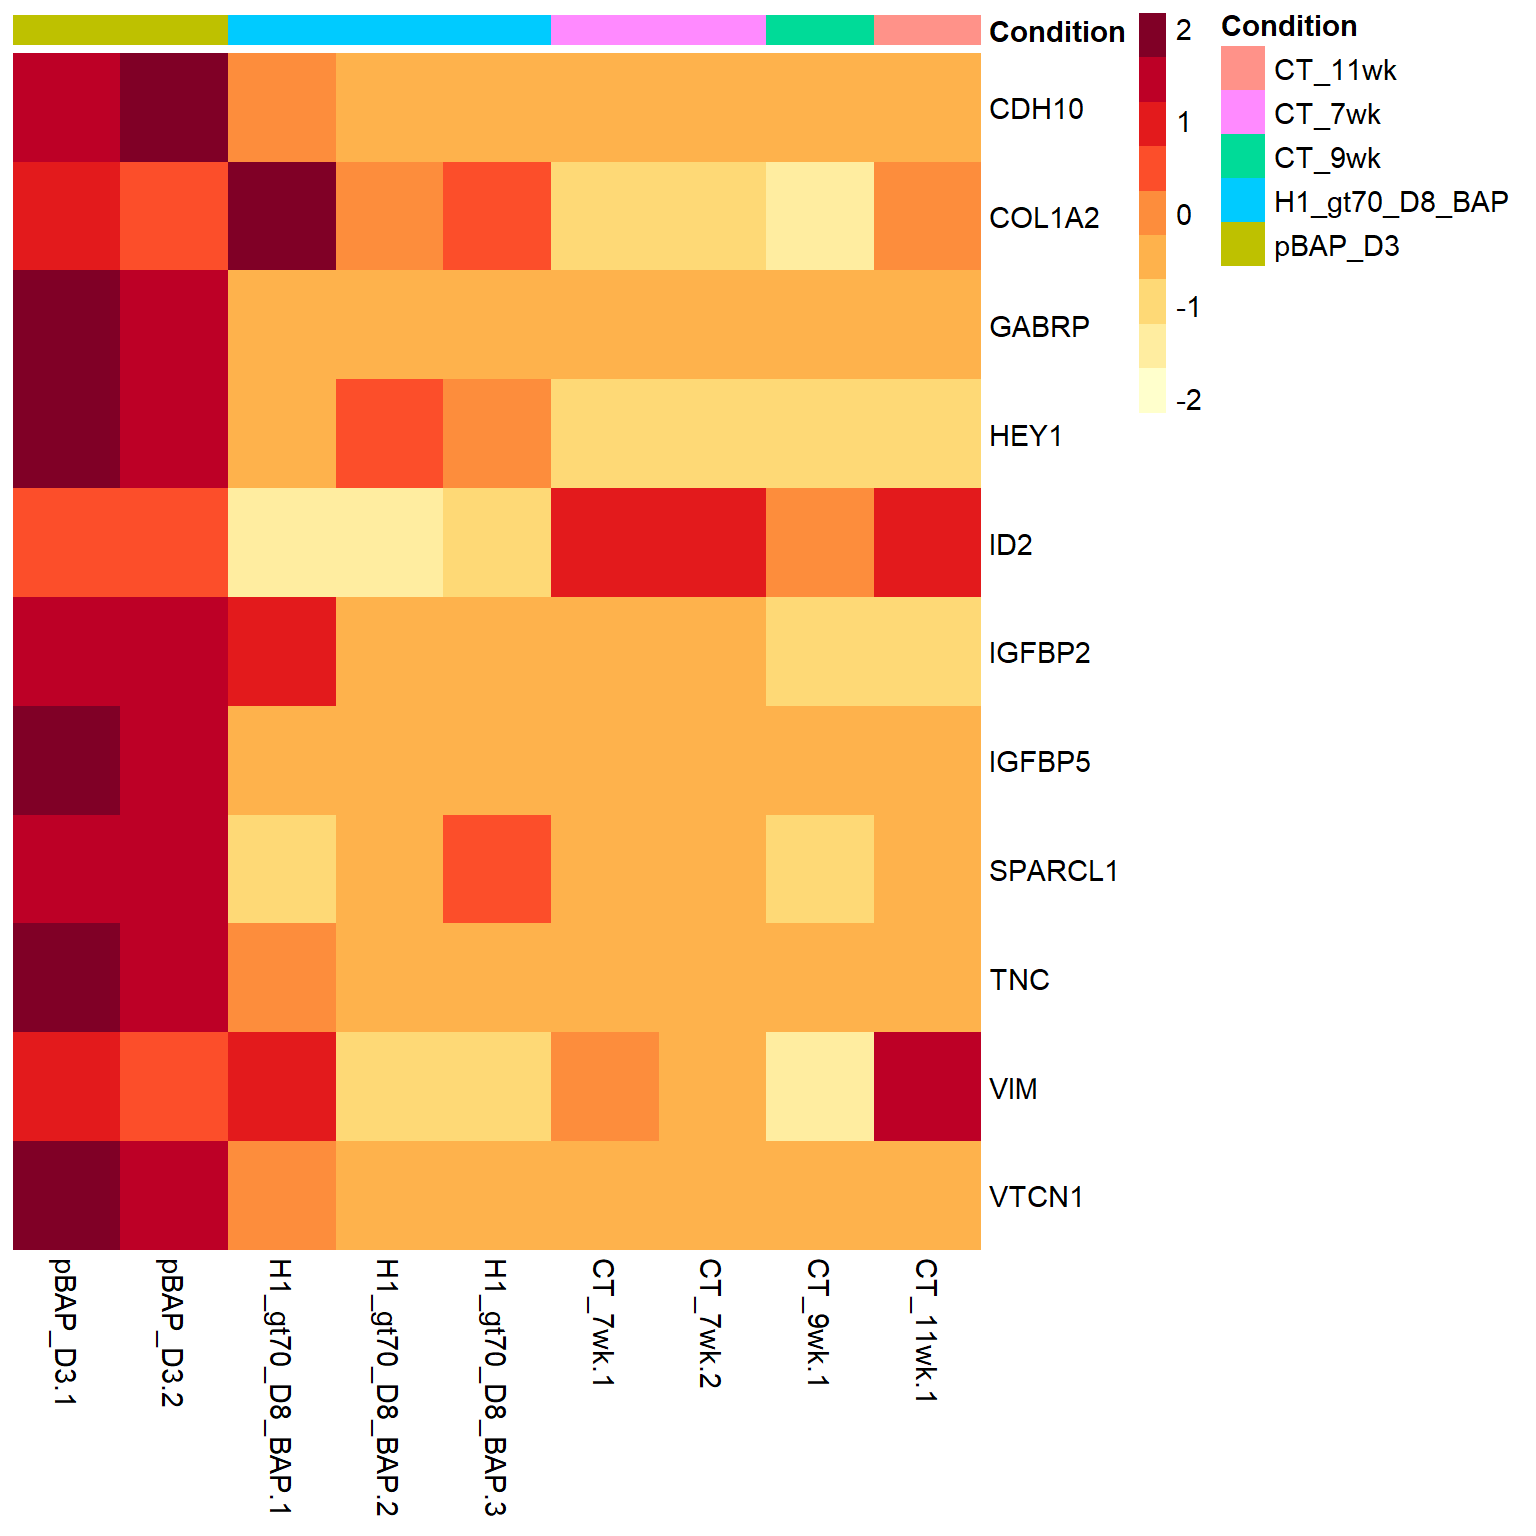 Condition
CDH10
COL1A2
GABRP
HEY1
ID2
IGFBP2
IGFBP5
SPARCL1
TNC
VIM
VTCN1
pBAP_D3.1
pBAP_D3.2
H1_gt70_D8_BAP.1
H1_gt70_D8_BAP.2
H1_gt70_D8_BAP.3
CT_7wk.1
CT_7wk.2
CT_9wk.1
CT_11wk.1
2
1
0
-1
-2
Condition
CT_11wk
CT_7wk
CT_9wk
H1_gt70_D8_BAP
pBAP_D3